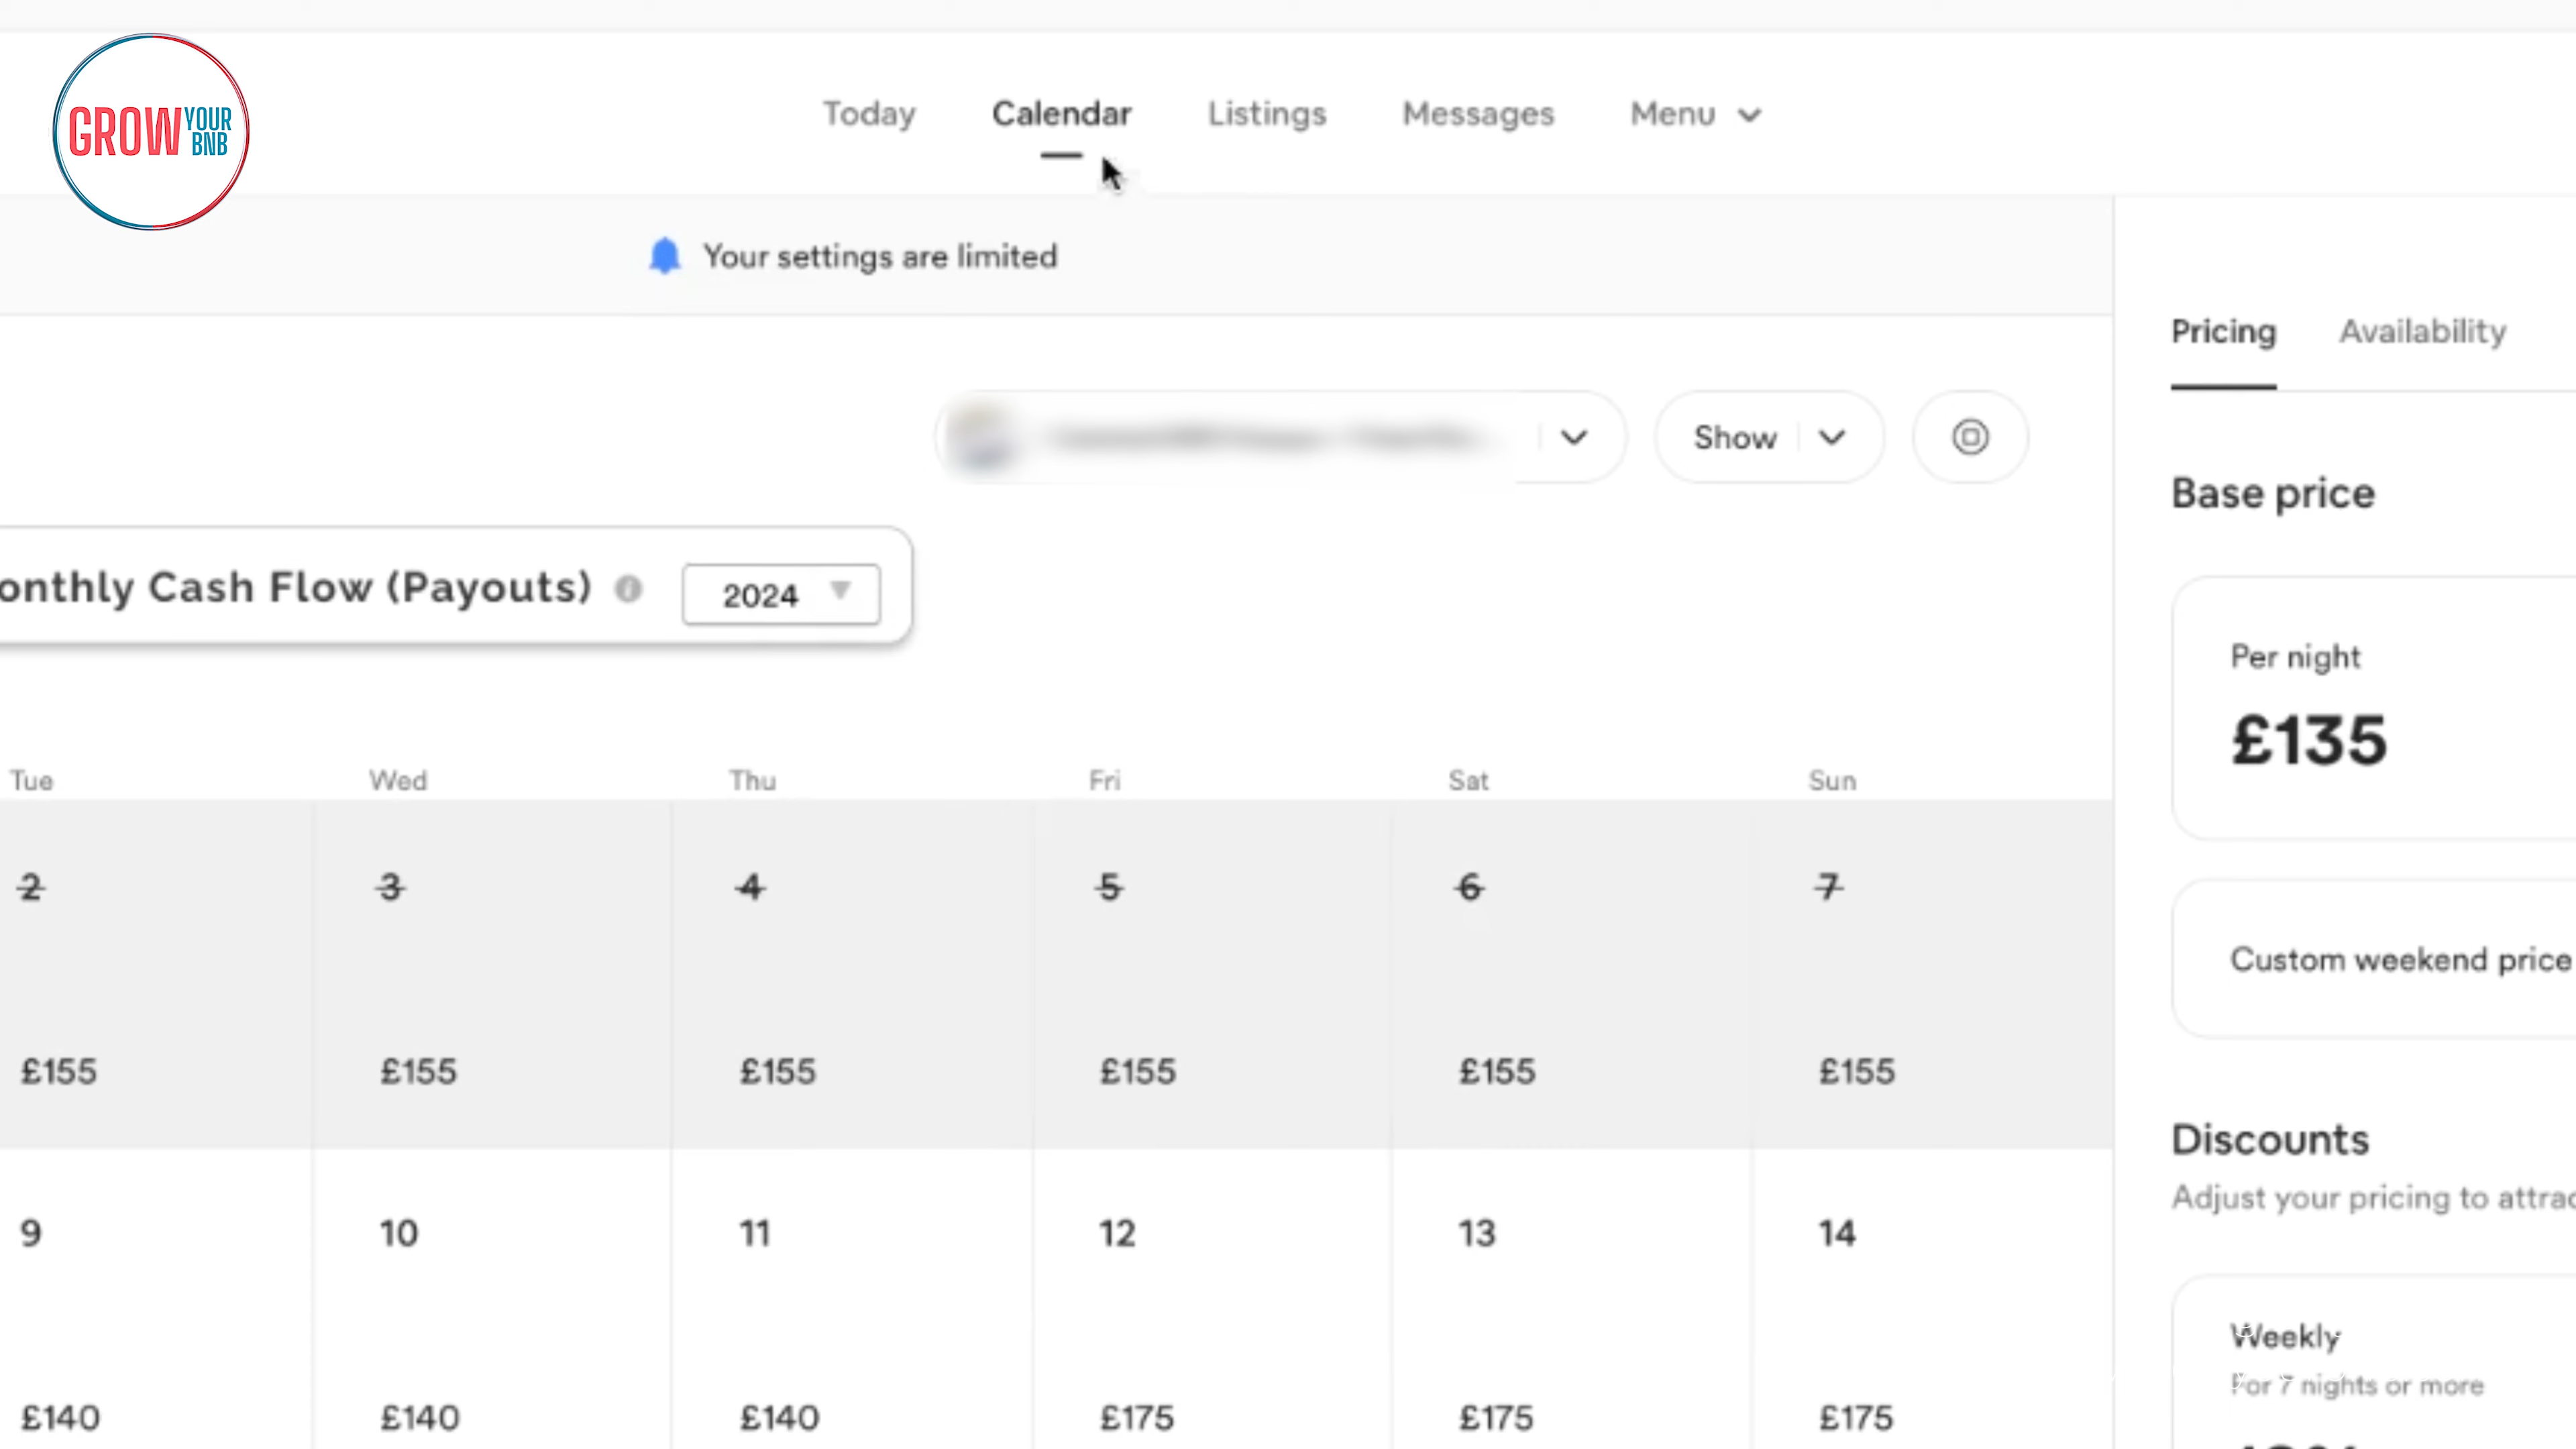 GROW YOUR BNB
Today Calendar Listings Messages Menu
Your settings are limited
Pricing Availability
Show
Base price
onthly Cash Flow (Payouts) 2024
Per night
£135
Tue Wed Thu Fri Sat Sun
2 3 4 5 6 7
Custom weekend price
£155 £155 £155 £155 £155 £155
Discounts
Adjust your pricing to attrac
9 10 11 12 13 14
Weekly
For 7 nights or more
£140 £140 £140 £175 £175 £175